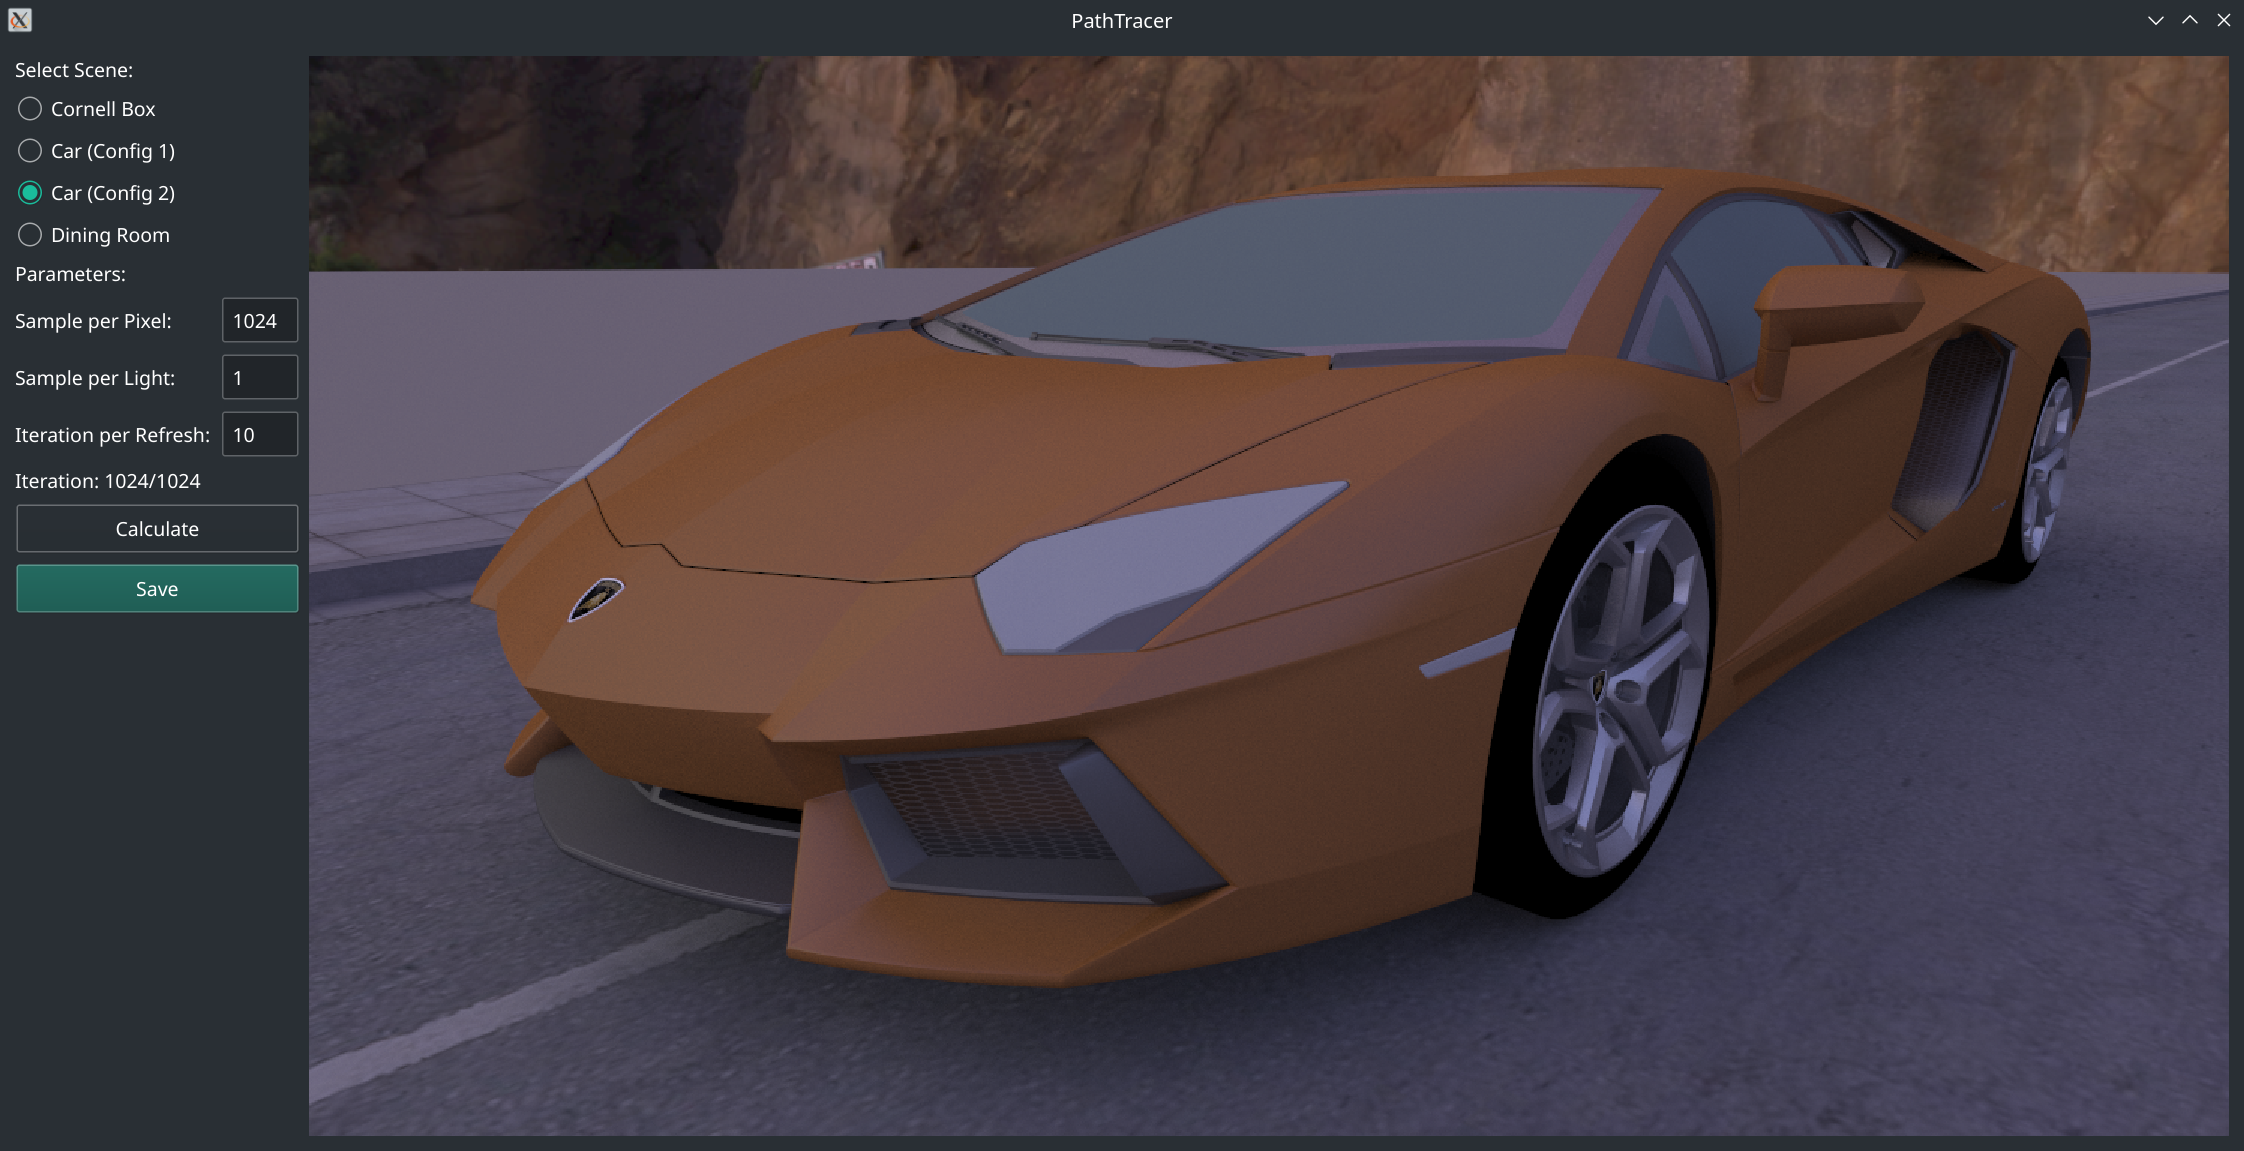 PathTracer
Select Scene:
Cornell Box
Car (Config 1)
Car (Config 2)
Dining Room
Parameters:
Sample per Pixel: 1024
Sample per Light: 1
Iteration per Refresh: 10
Iteration: 1024/1024
Calculate
Save